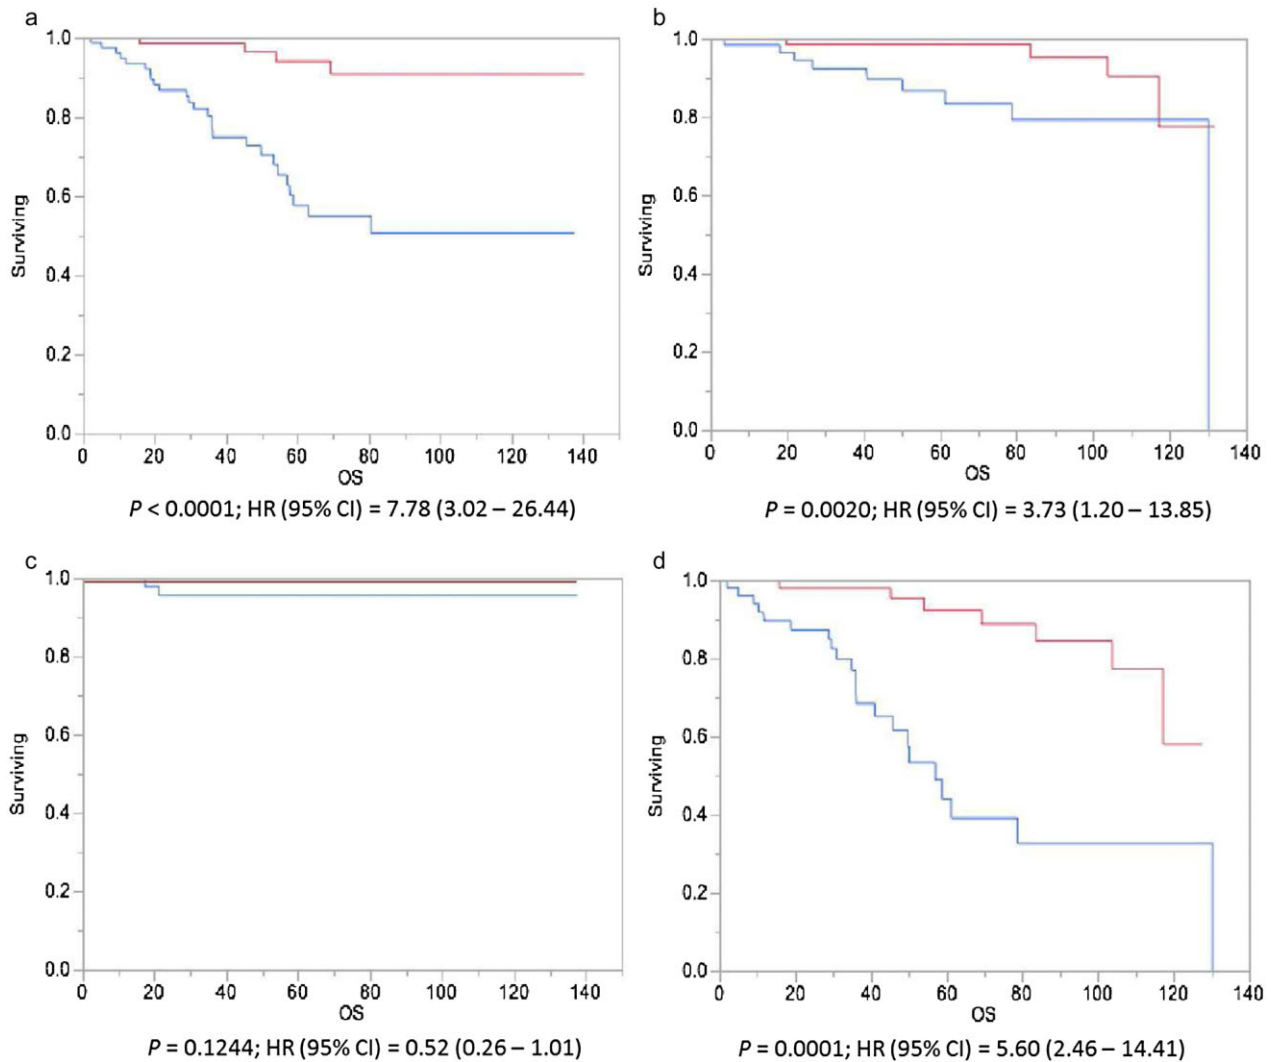 a
1.0
0.8
0.6
0.4
0.2
0.0
Surviving
0 20 40 60 80 100 120 140
OS
P < 0.0001; HR (95% CI) = 7.78 (3.02 – 26.44)
b
1.0
0.8
0.6
0.4
0.2
0.0
Surviving
0 20 40 60 80 100 120 140
OS
P = 0.0020; HR (95% CI) = 3.73 (1.20 – 13.85)
c
1.0
0.8
0.6
0.4
0.2
0.0
Surviving
0 20 40 60 80 100 120 140
OS
P = 0.1244; HR (95% CI) = 0.52 (0.26 – 1.01)
d
1.0
0.8
0.6
0.4
0.2
0.0
Surviving
0 20 40 60 80 100 120 140
OS
P = 0.0001; HR (95% CI) = 5.60 (2.46 – 14.41)